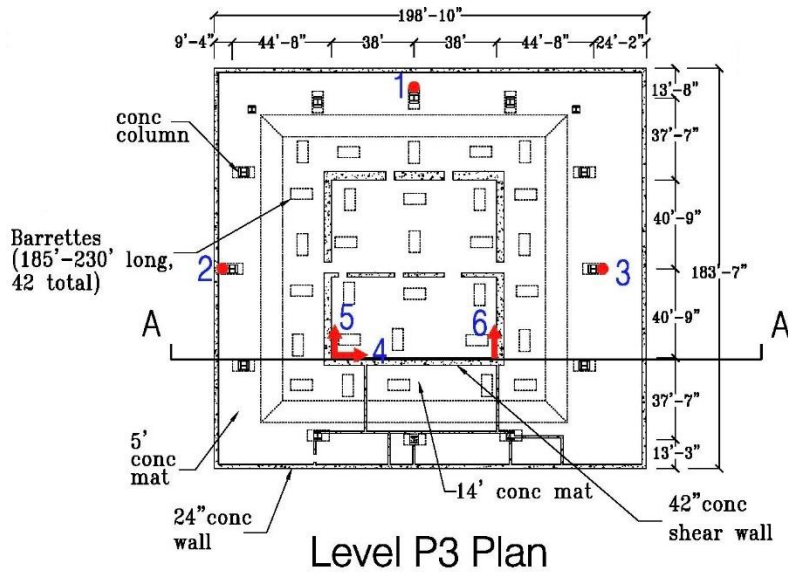 198'-10"
9'-4" 44'-8" 38' 38' 44'-8" 24'-2"
1
13'-8"
conc
column
37'-7"
Barrettes
(185'-230' long,
42 total)
40'-9"
2
3
183'-7"
A
A
5
6
4
40'-9"
37'-7"
5'
conc
mat
13'-3"
24"conc
wall
14' conc mat
42"conc
shear wall
Level P3 Plan